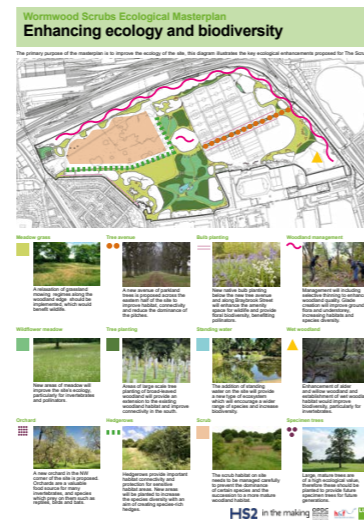 Wormwood Scrubs Ecological Masterplan
Enhancing ecology and biodiversity
The primary purpose of the masterplan is to improve the ecology of the site, this diagram illustrates the key ecological enhancements proposed for The Scru
Meadow grass
A relaxation of grassland
mowing regimes along the
woodland edge should be
implemented, which would
benefit wildlife.
Tree avenue
A new avenue of parkland
trees is proposed across the
eastern half of the site to
improve habitat, connectivity
and reduce the dominance of
the pitches.
Bulb planting
New native bulb planting
below the new tree avenue
and along Braybrook Street
will enhance the amenity
space for wildlife and provide
floral biodiversity, benefitting
pollinators.
Woodland management
Management will including
selective thinning to enhance
woodland quality. Glade
creation will improve ground
flora and understorey,
increasing habitats and
species diversity.
Wildflower meadow
New areas of meadow will
improve the site's ecology,
particularly for invertebrates
and pollinators.
Tree planting
Areas of large scale tree
planting of broad-leaved
woodland will provide an
extension to the existing
woodland habitat and improve
connectivity in the south.
Standing water
The addition of standing
water on the site will provide
a new type of ecosystem
which will encourage a wider
range of species and increase
biodiversity.
Wet woodland
Enhancement of alder
and willow woodland and
establishment of wet woodland
habitat would improve
biodiversity, particularly for
invertebrates.
Orchard
A new orchard in the NW
corner of the site is proposed.
Orchards are a valuable
food source for many
invertebrates, and species
which prey on them such as
reptiles, birds and bats.
Hedgerows
Hedgerows provide important
habitat connectivity and
protection for sensitive
habitat areas. New areas
will be planted to increase
the species diversity with an
aim of creating species-rich
hedges.
Scrub
The scrub habitat on site
need to be managed carefully
to prevent the dominance
of certain species and the
succession to a more mature
woodland habitat.
Specimen trees
Large, mature trees are
of a high ecological value,
therefore these should be
planted to provide future
specimen trees for future
generations.
HS2 in the making OPDC